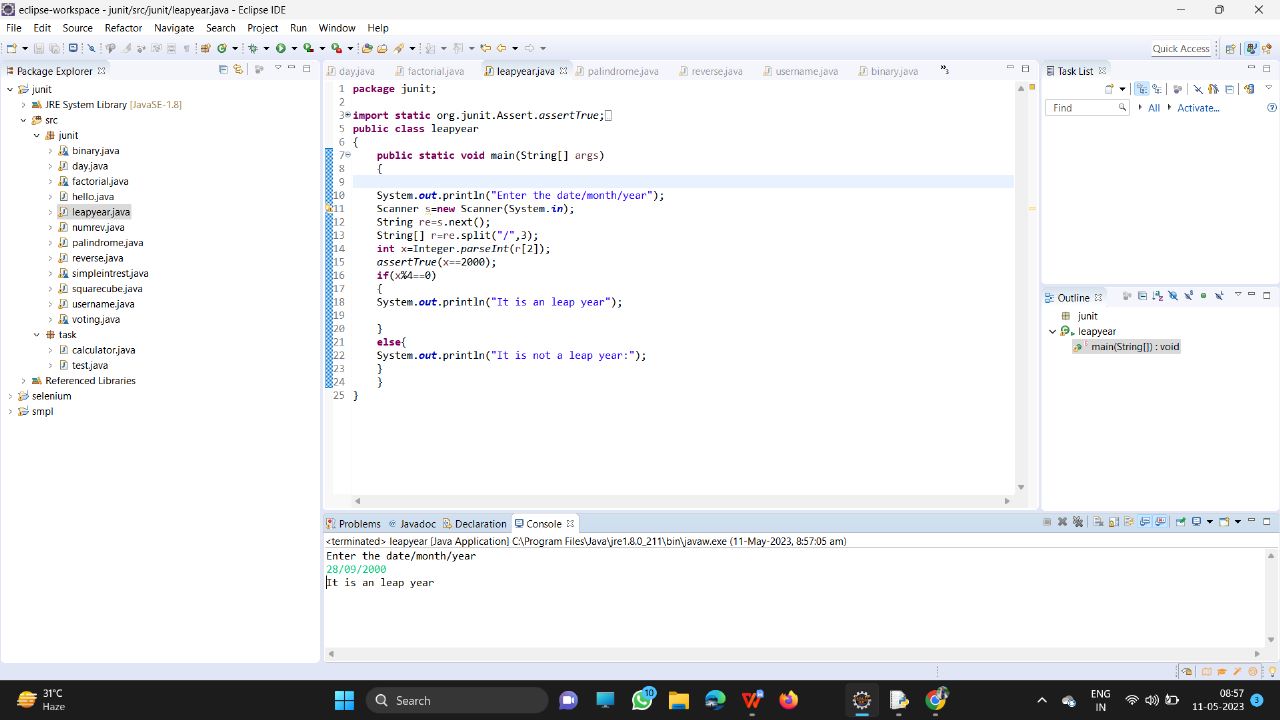 eclipse-workspace - junit/src/junit/leapyear.java - Eclipse IDE
File Edit Source Refactor Navigate Search Project Run Window Help
Quick Access
Package Explorer
junit
JRE System Library [JavaSE-1.8]
src
junit
binary.java
day.java
factorial.java
hello.java
leapyear.java
numrev.java
palindrome.java
reverse.java
simpleintrest.java
squarecube.java
username.java
voting.java
task
calculator.java
test.java
Referenced Libraries
selenium
smpl
day.java factorial.java leapyear.java palindrome.java reverse.java username.java binary.java »3
1 package junit;
2
3 import static org.junit.Assert.assertTrue;
5 public class leapyear
6 {
7 public static void main(String[] args)
8 {
9
10 System.out.println("Enter the date/month/year");
11 Scanner s=new Scanner(System.in);
12 String re=s.next();
13 String[] r=re.split("/",3);
14 int x=Integer.parseInt(r[2]);
15 assertTrue(x==2000);
16 if(x%4==0)
17 {
18 System.out.println("It is an leap year");
19
20 }
21 else{
22 System.out.println("It is not a leap year:");
23 }
24 }
25 }
Task List
Find All Activate...
Outline
junit
leapyear
main(String[]) : void
Problems Javadoc Declaration Console
<terminated> leapyear [Java Application] C:\Program Files\Java\jre1.8.0_211\bin\javaw.exe (11-May-2023, 8:57:05 am)
Enter the date/month/year
28/09/2000
It is an leap year
31°C
Haze
Search
10
ENG
IN
08:57
11-05-2023
3